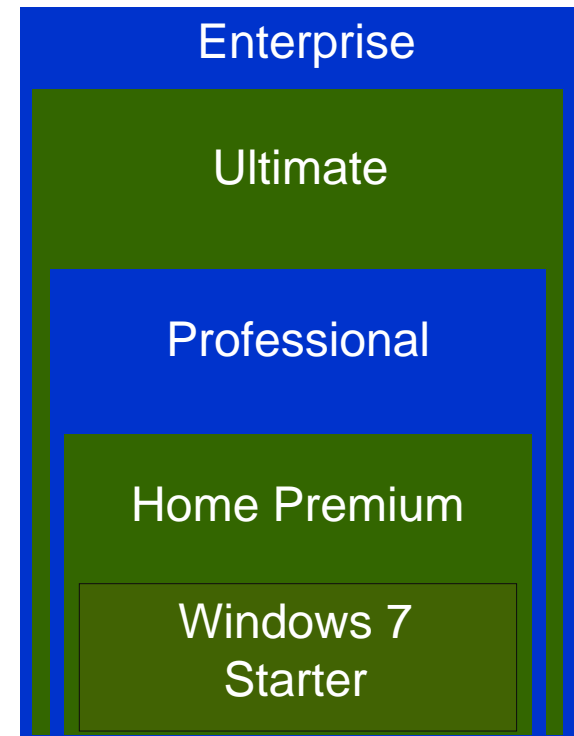 Enterprise
Ultimate
Professional
Home Premium
Windows 7
Starter